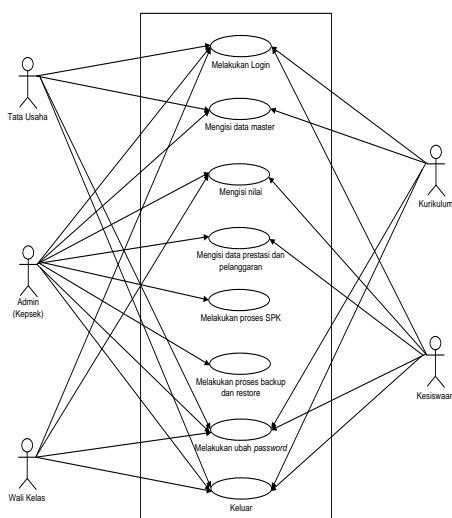 Melakukan Login
Tata Usaha
Mengisi data master
Mengisi nilai
Kurikulum
Mengisi data prestasi dan
pelanggaran
Admin
(Kepsek)
Melakukan proses SPK
Melakukan proses backup
dan restore
Kesiswaan
Melakukan ubah password
Wali Kelas
Keluar